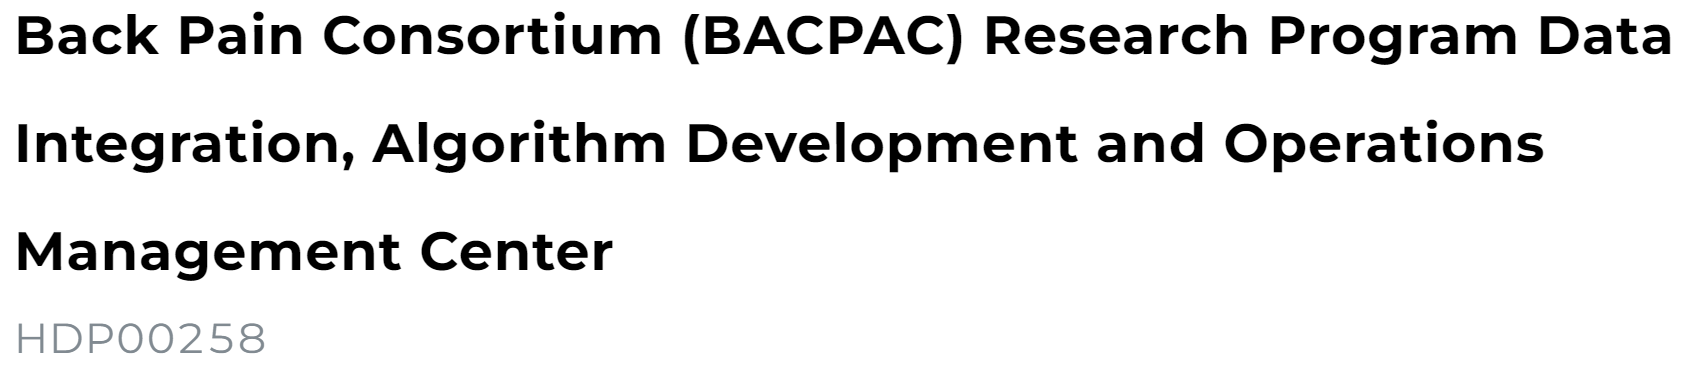 Back Pain Consortium (BACPAC) Research Program Data
Integration, Algorithm Development and Operations
Management Center
HDP00258